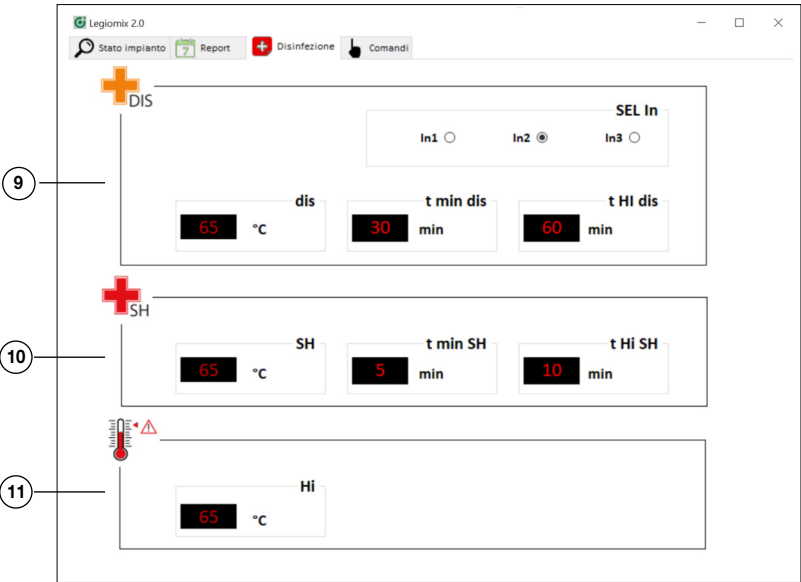 Legiomix 2.0
Stato impianto 7 Report Disinfezione Comandi
DIS
SEL In
In1 In2 In3
9
dis t min dis t HI dis
65 °C 30 min 60 min
SH
SH t min SH t Hi SH
10
65 °C 5 min 10 min
11
Hi
65 °C